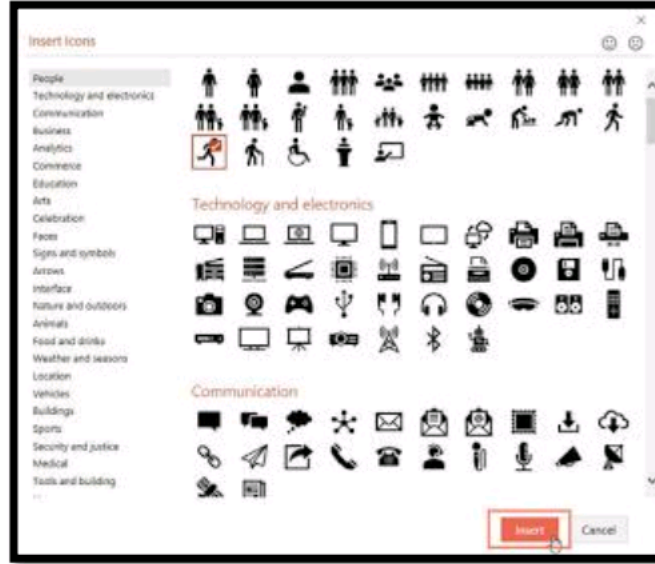 Insert Icons
People
Technology and electronics
Communication
Business
Analytics
Commerce
Education
Arts
Celebration
Faces
Signs and symbols
Arrows
Interface
Nature and outdoors
Animals
Food and drinks
Weather and seasons
Location
Vehicles
Buildings
Sports
Security and justice
Medical
Tools and building
Technology and electronics
Communication
Insert
Cancel